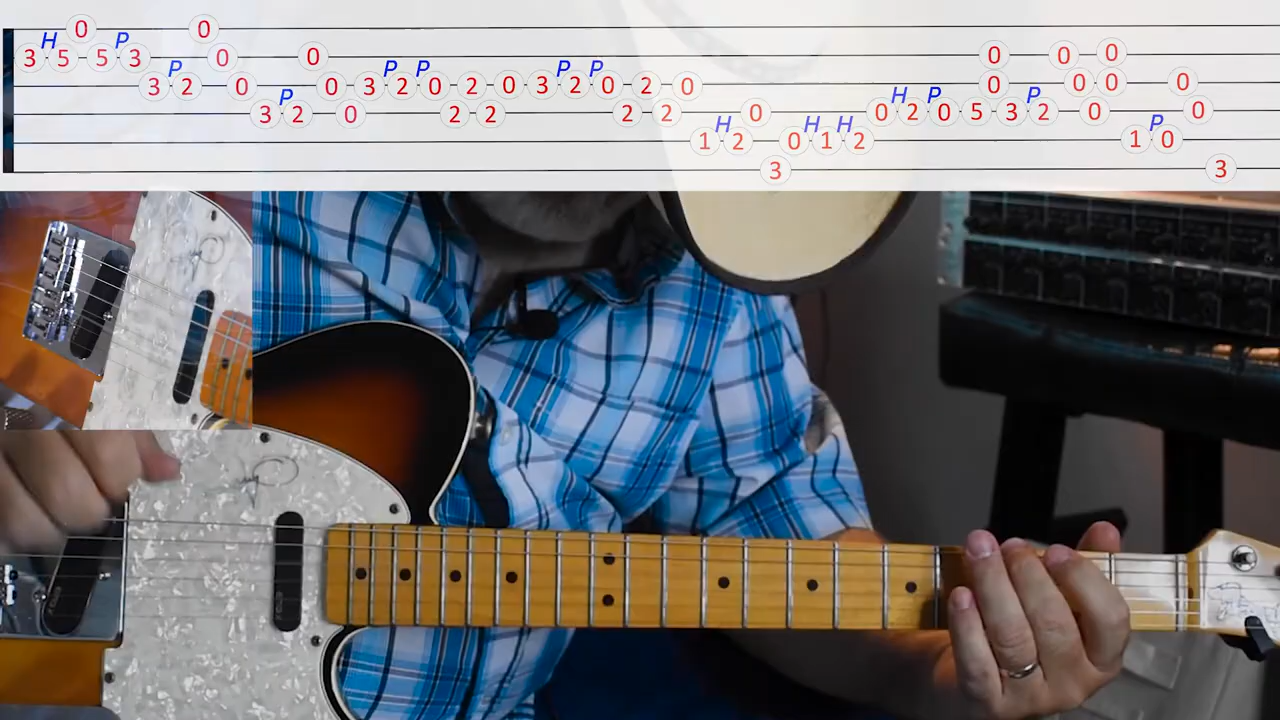 0 0
H P
3 5 5 3 0 0 0 0 0
P P P P P
3 2 0 0 3 2 0 2 0 3 2 0 2 0 0 0 0 0
P H P P
3 2 0 2 2 2 2 0 0 2 0 5 3 2 0 0
H H H P
1 2 0 1 2 1 0
3 3